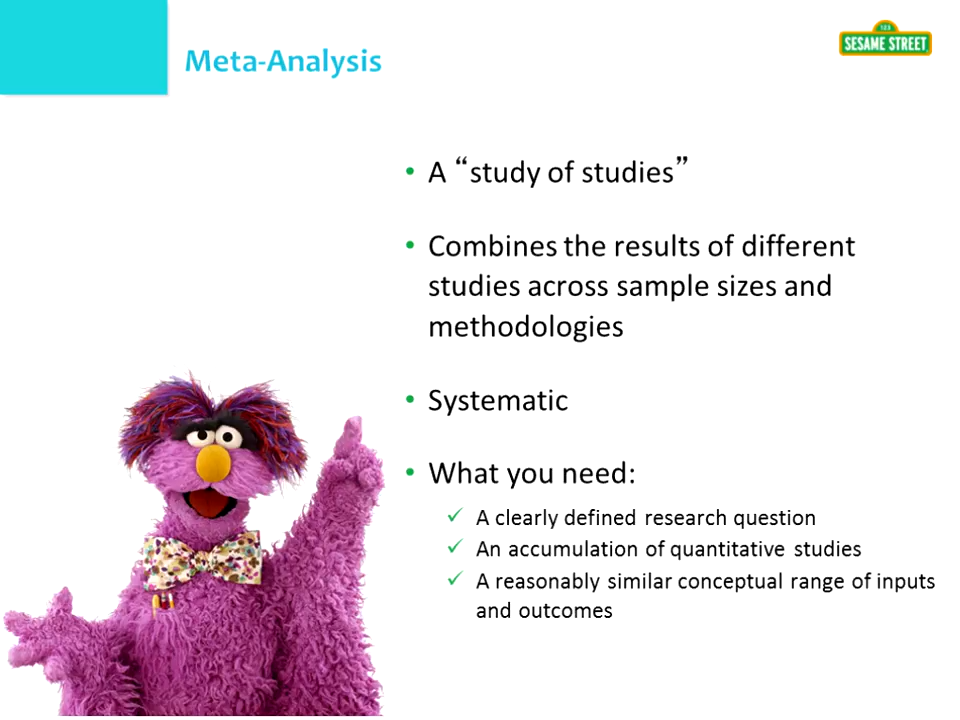 123
SESAME STREET
Meta-Analysis
• A “study of studies”
• Combines the results of different
studies across sample sizes and
methodologies
• Systematic
• What you need:
✓ A clearly defined research question
✓ An accumulation of quantitative studies
✓ A reasonably similar conceptual range of inputs
and outcomes